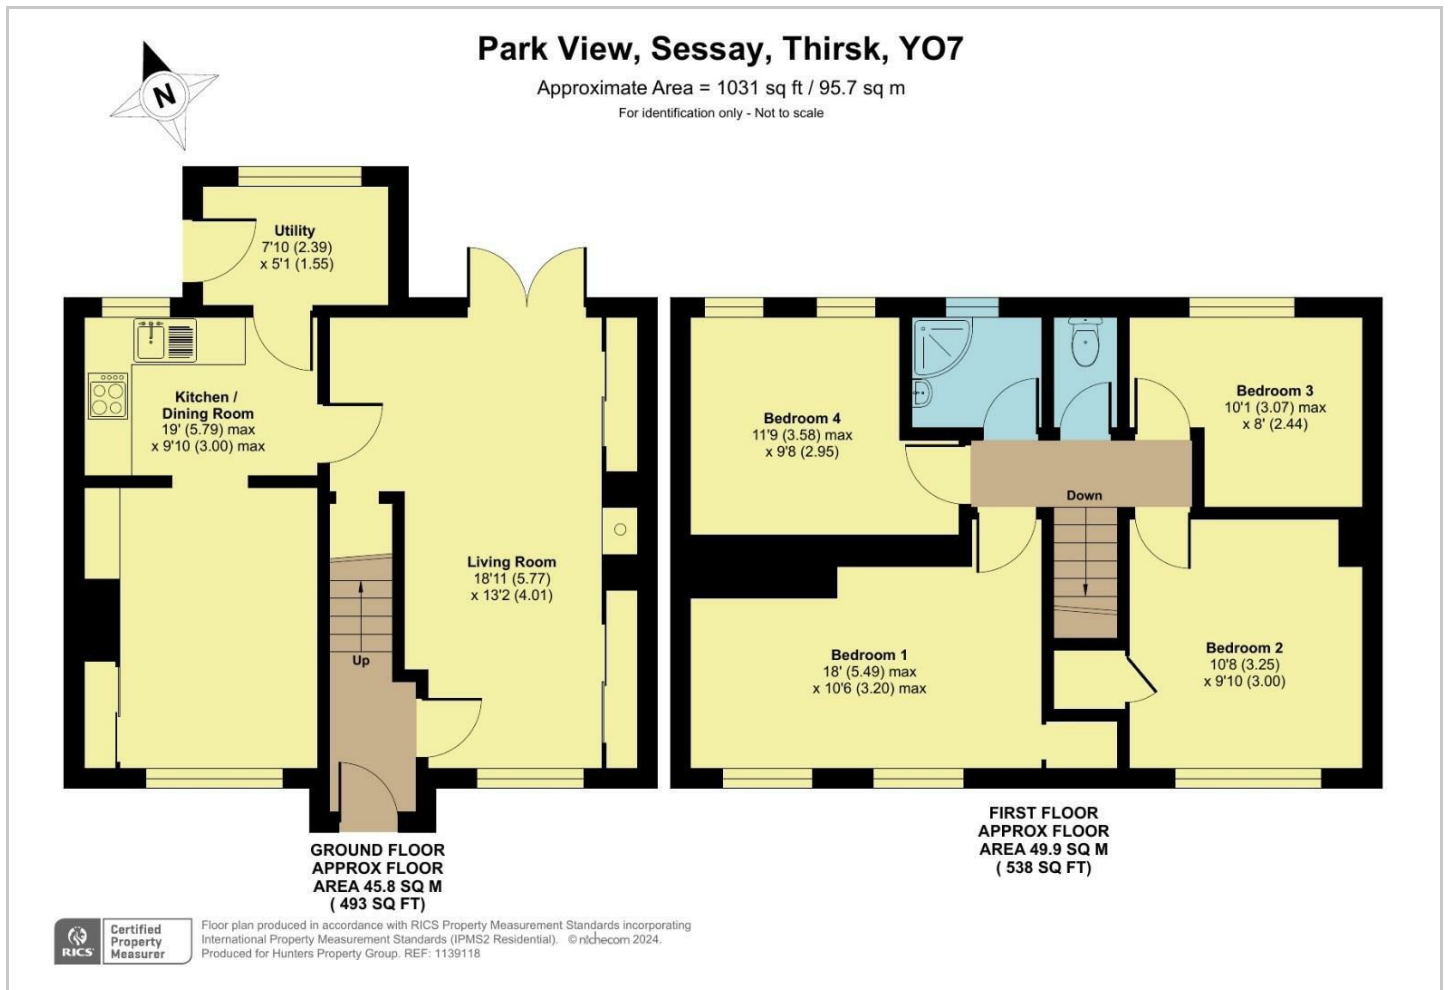 Park View, Sessay, Thirsk, YO7
Approximate Area = 1031 sq ft / 95.7 sq m
For identification only - Not to scale
N
Utility
7'10 (2.39)
x 5'1 (1.55)
Kitchen /
Dining Room
19' (5.79) max
x 9'10 (3.00) max
Living Room
18'11 (5.77)
x 13'2 (4.01)
Up
Bedroom 4
11'9 (3.58) max
x 9'8 (2.95)
Bedroom 3
10'1 (3.07) max
x 8' (2.44)
Down
Bedroom 1
18' (5.49) max
x 10'6 (3.20) max
Bedroom 2
10'8 (3.25)
x 9'10 (3.00)
GROUND FLOOR
APPROX FLOOR
AREA 45.8 SQ M
( 493 SQ FT)
FIRST FLOOR
APPROX FLOOR
AREA 49.9 SQ M
( 538 SQ FT)
RICS
Certified
Property
Measurer
Floor plan produced in accordance with RICS Property Measurement Standards incorporating
International Property Measurement Standards (IPMS2 Residential). © nichecom 2024.
Produced for Hunters Property Group. REF: 1139118